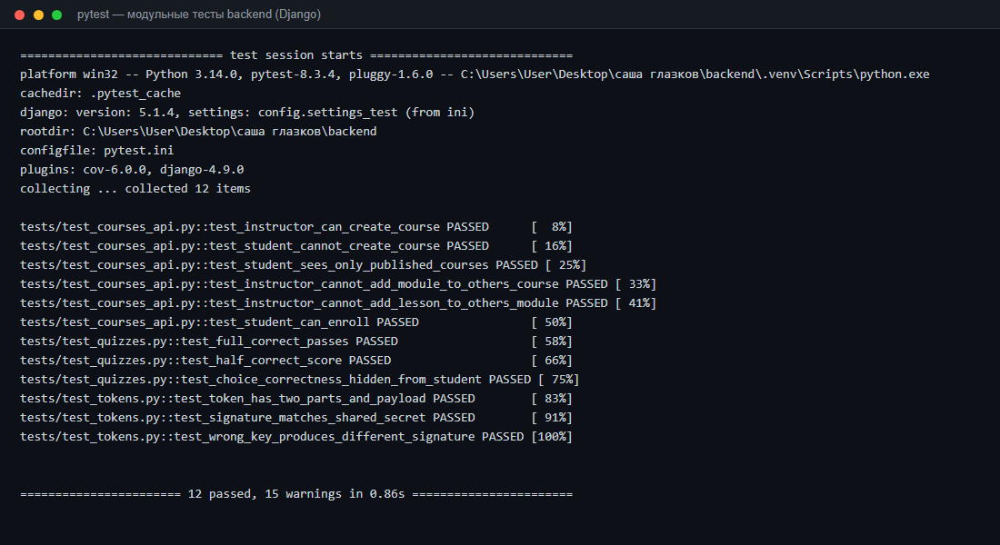 pytest — модульные тесты backend (Django)
============================= test session starts =============================
platform win32 -- Python 3.14.0, pytest-8.3.4, pluggy-1.6.0 -- C:\Users\User\Desktop\саша глазков\backend\.venv\Scripts\python.exe
cachedir: .pytest_cache
django: version: 5.1.4, settings: config.settings_test (from ini)
rootdir: C:\Users\User\Desktop\саша глазков\backend
configfile: pytest.ini
plugins: cov-6.0.0, django-4.9.0
collecting ... collected 12 items
tests/test_courses_api.py::test_instructor_can_create_course PASSED      [  8%]
tests/test_courses_api.py::test_student_cannot_create_course PASSED      [ 16%]
tests/test_courses_api.py::test_student_sees_only_published_courses PASSED [ 25%]
tests/test_courses_api.py::test_instructor_cannot_add_module_to_others_course PASSED [ 33%]
tests/test_courses_api.py::test_instructor_cannot_add_lesson_to_others_module PASSED [ 41%]
tests/test_courses_api.py::test_student_can_enroll PASSED                [ 50%]
tests/test_quizzes.py::test_full_correct_passes PASSED                   [ 58%]
tests/test_quizzes.py::test_half_correct_score PASSED                    [ 66%]
tests/test_quizzes.py::test_choice_correctness_hidden_from_student PASSED [ 75%]
tests/test_tokens.py::test_token_has_two_parts_and_payload PASSED        [ 83%]
tests/test_tokens.py::test_signature_matches_shared_secret PASSED        [ 91%]
tests/test_tokens.py::test_wrong_key_produces_different_signature PASSED [100%]
======================= 12 passed, 15 warnings in 0.86s =======================